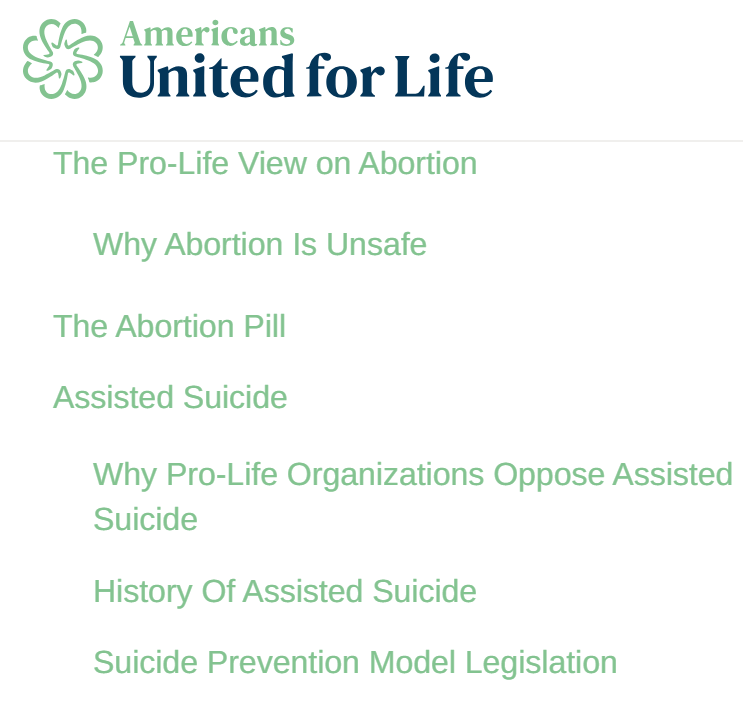 Americans
United for Life
The Pro-Life View on Abortion
Why Abortion Is Unsafe
The Abortion Pill
Assisted Suicide
Why Pro-Life Organizations Oppose Assisted
Suicide
History Of Assisted Suicide
Suicide Prevention Model Legislation